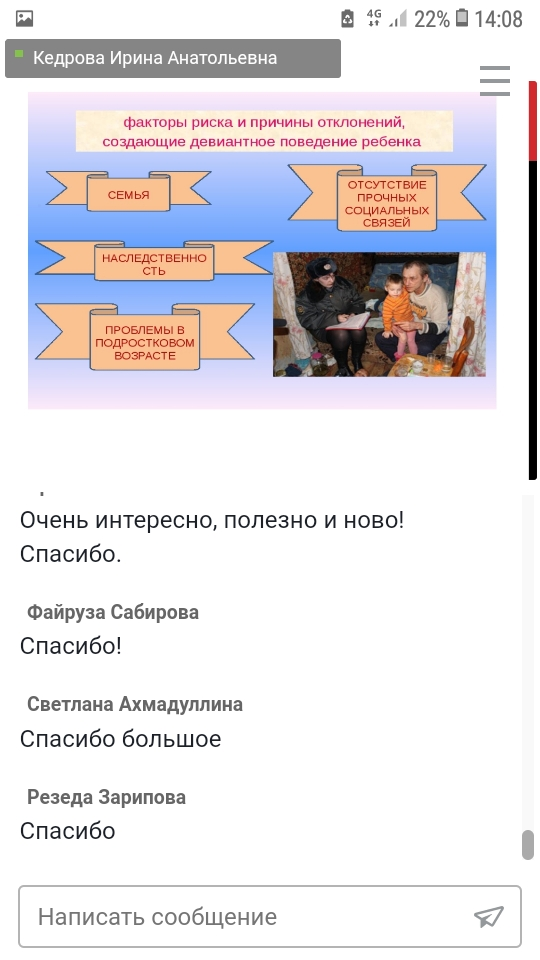 4G 22% 14:08
Кедрова Ирина Анатольевна
факторы риска и причины отклонений,
создающие девиантное поведение ребенка
СЕМЬЯ
ОТСУТСТВИЕ
ПРОЧНЫХ
СОЦИАЛЬНЫХ
СВЯЗЕЙ
НАСЛЕДСТВЕННО
СТЬ
ПРОБЛЕМЫ В
ПОДРОСТКОВОМ
ВОЗРАСТЕ
Очень интересно, полезно и ново!
Спасибо.
Файруза Сабирова
Спасибо!
Светлана Ахмадуллина
Спасибо большое
Резеда Зарипова
Спасибо
Написать сообщение